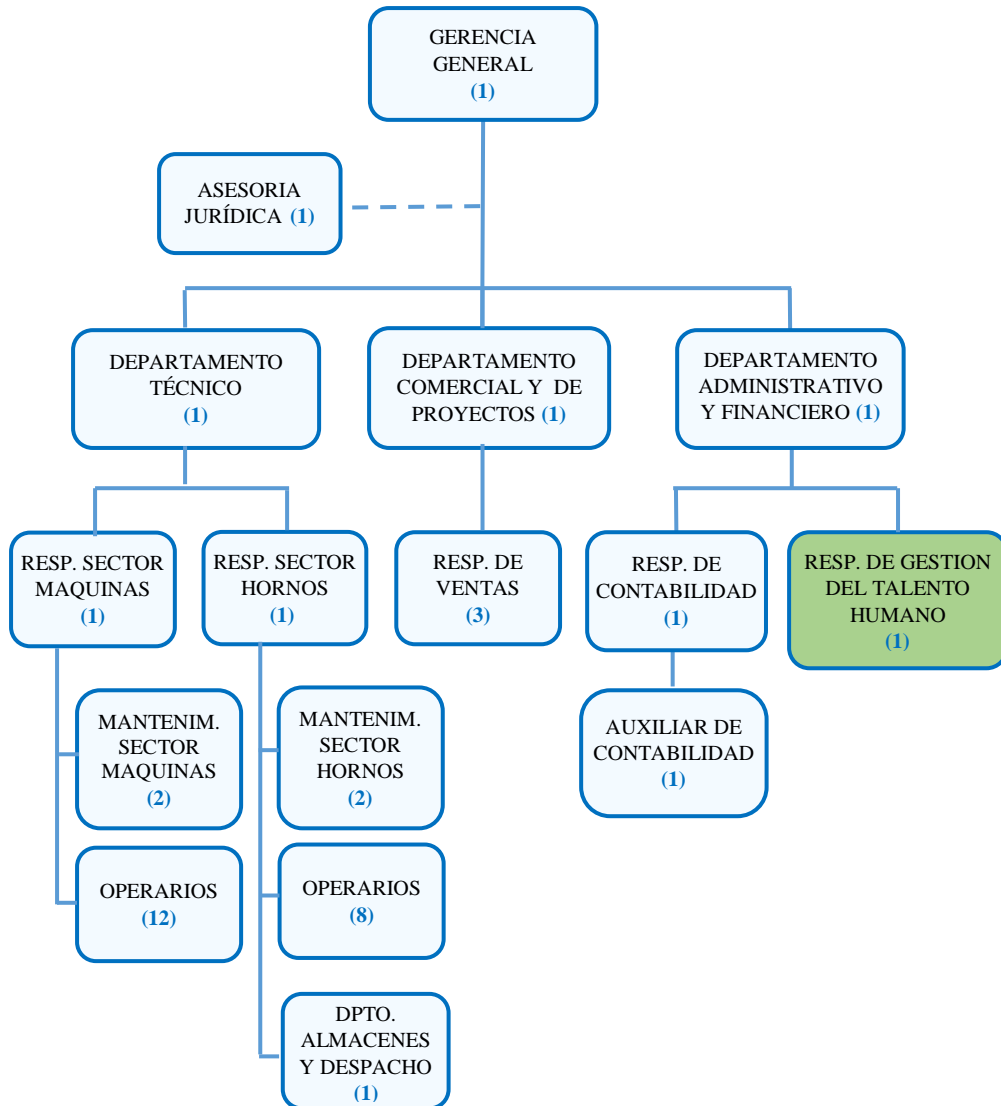 GERENCIA
GENERAL
(1)
ASESORIA
JURÍDICA (1)
DEPARTAMENTO
TÉCNICO
(1)
DEPARTAMENTO
COMERCIAL Y DE
PROYECTOS (1)
DEPARTAMENTO
ADMINISTRATIVO
Y FINANCIERO (1)
RESP. SECTOR
MAQUINAS
(1)
RESP. SECTOR
HORNOS
(1)
RESP. DE
VENTAS
(3)
RESP. DE
CONTABILIDAD
(1)
RESP. DE GESTION
DEL TALENTO
HUMANO
(1)
MANTENIM.
SECTOR
MAQUINAS
(2)
MANTENIM.
SECTOR
HORNOS
(2)
AUXILIAR DE
CONTABILIDAD
(1)
OPERARIOS
(12)
OPERARIOS
(8)
DPTO.
ALMACENES
Y DESPACHO
(1)